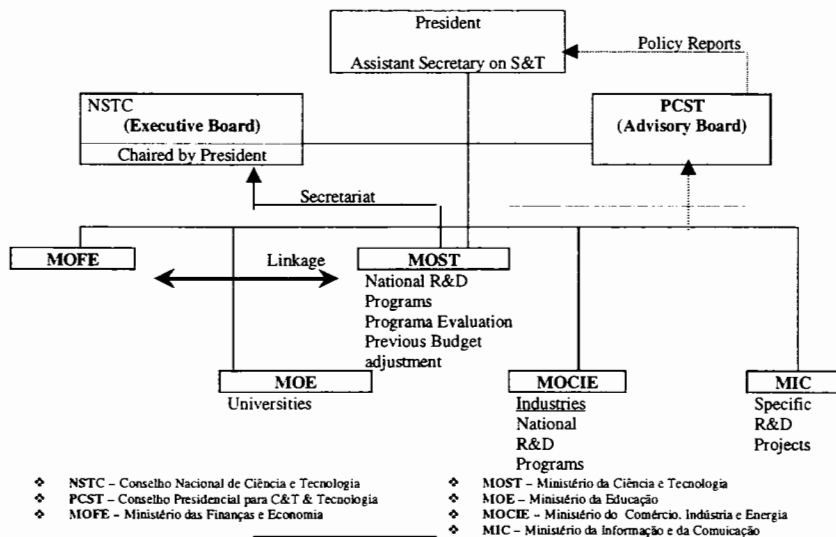 President
Assistant Secretary on S&T
Policy Reports
NSTC
(Executive Board)
Chaired by President
PCST
(Advisory Board)
Secretariat
MOFE
Linkage
MOST
National R&D
Programs
Programa Evaluation
Previous Budget
adjustment
MOE
Universities
MOCIE
Industries
National
R&D
Programs
MIC
Specific
R&D
Projects
❖ NSTC – Conselho Nacional de Ciência e Tecnologia
❖ PCST – Conselho Presidencial para C&T & Tecnologia
❖ MOFE – Ministério das Finanças e Economia
❖ MOST – Ministério da Ciência e Tecnologia
❖ MOE – Ministério da Educação
❖ MOCIE – Ministério do Comércio. Indústria e Energia
❖ MIC – Ministério da Informação e da Comuicação